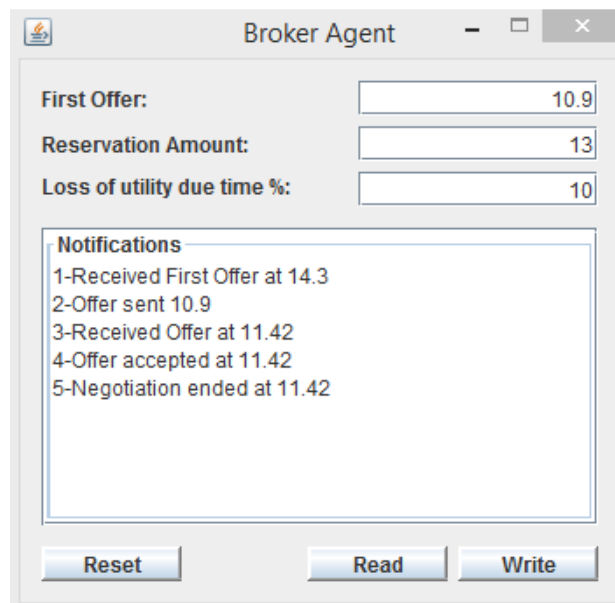 Broker Agent
First Offer: 10.9
Reservation Amount: 13
Loss of utility due time %: 10
Notifications
1-Received First Offer at 14.3
2-Offer sent 10.9
3-Received Offer at 11.42
4-Offer accepted at 11.42
5-Negotiation ended at 11.42
Reset Read Write